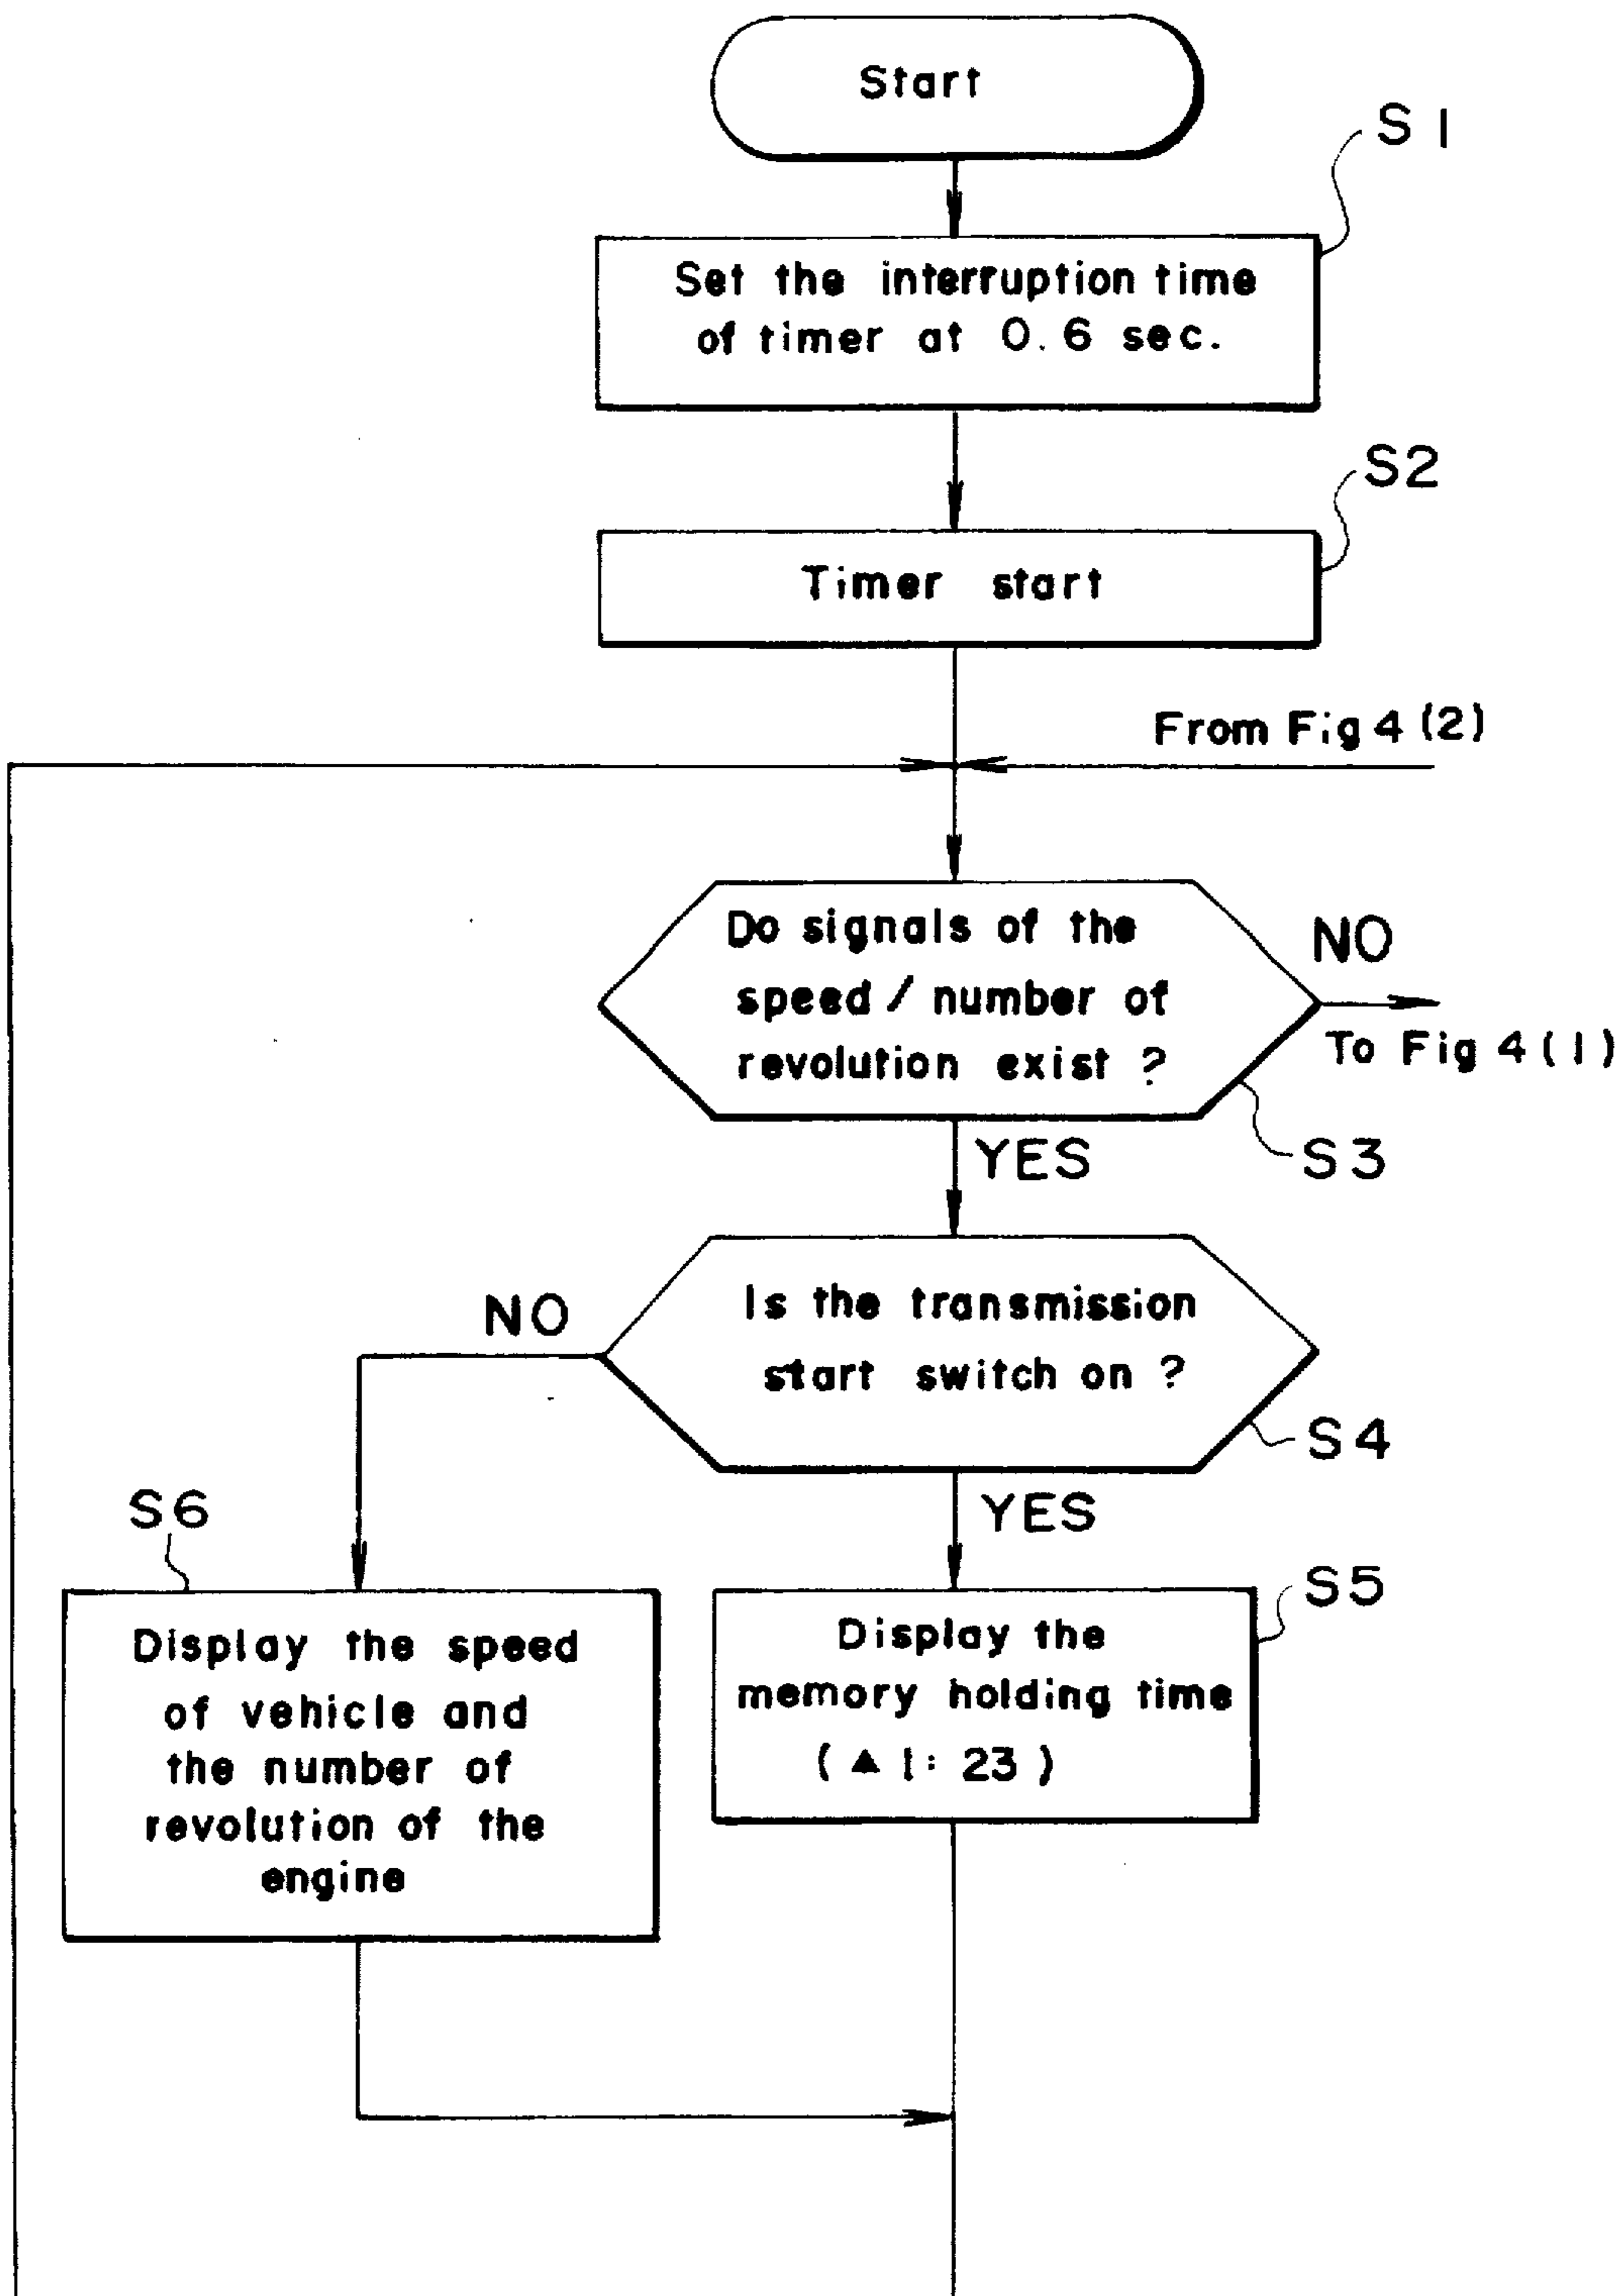 Start
S1
Set the interruption time
of timer at 0.6 sec.
S2
Timer start
From Fig 4 (2)
Do signals of the
speed / number of
revolution exist ?
NO
To Fig 4 (1)
S3
YES
Is the transmission
start switch on ?
NO
S4
YES
S6
Display the speed
of vehicle and
the number of
revolution of the
engine
S5
Display the
memory holding time
( ▲ 1: 23 )